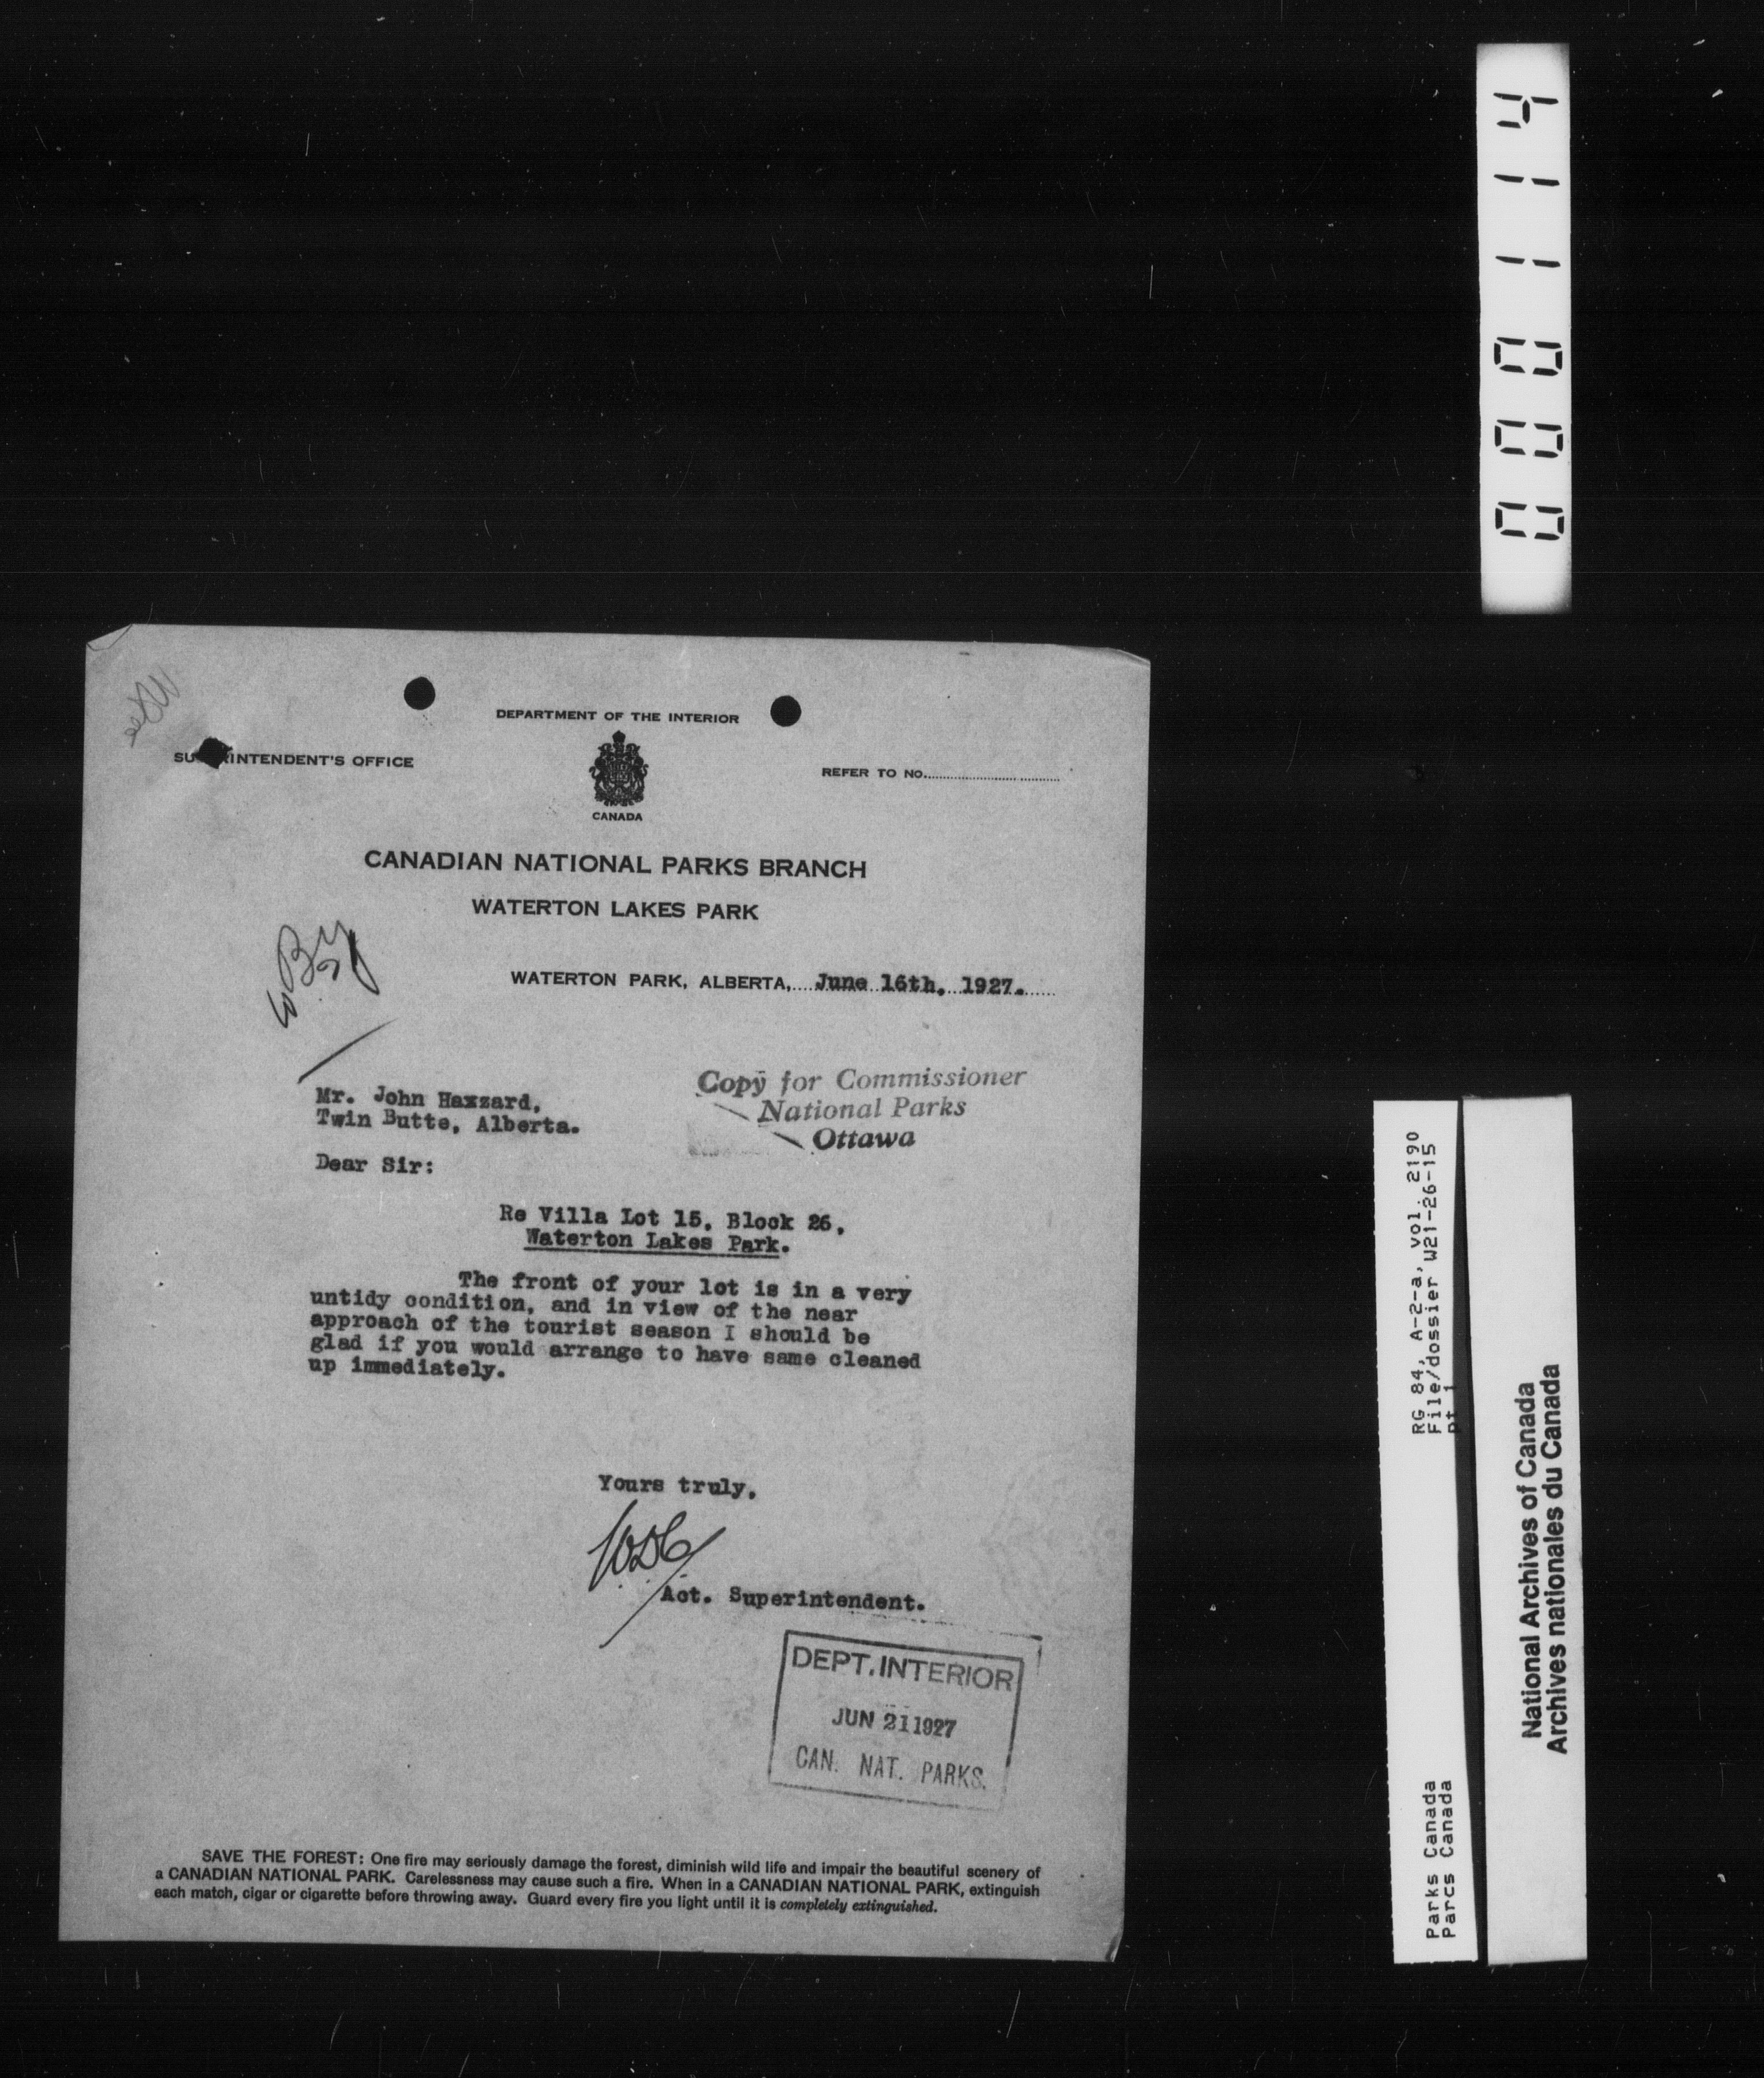 DEPARTMENT OF THE INTERIOR
SUPERINTENDENT'S OFFICE
REFER TO NO.
CANADA
CANADIAN NATIONAL PARKS BRANCH
WATERTON LAKES PARK
WATERTON PARK, ALBERTA, June 16th, 1927.
Copy for Commissioner
National Parks
Ottawa
Mr. John Haxzard,
Twin Butte, Alberta.
Dear Sir:
Re Villa Lot 15, Block 26,
Waterton Lakes Park.
The front of your lot is in a very
untidy condition, and in view of the near
approach of the tourist season I should be
glad if you would arrange to have same cleaned
up immediately.
Yours truly,
Act. Superintendent.
DEPT. INTERIOR
JUN 21 1927
CAN. NAT. PARKS.
SAVE THE FOREST: One fire may seriously damage the forest, diminish wild life and impair the beautiful scenery of
a CANADIAN NATIONAL PARK. Carelessness may cause such a fire. When in a CANADIAN NATIONAL PARK, extinguish
each match, cigar or cigarette before throwing away. Guard every fire you light until it is completely extinguished.
000114
RG 84, A-2-a, vol. 2190
File/dossier W21-26-15
pt 1
Parks Canada
Parcs Canada
National Archives of Canada
Archives nationales du Canada